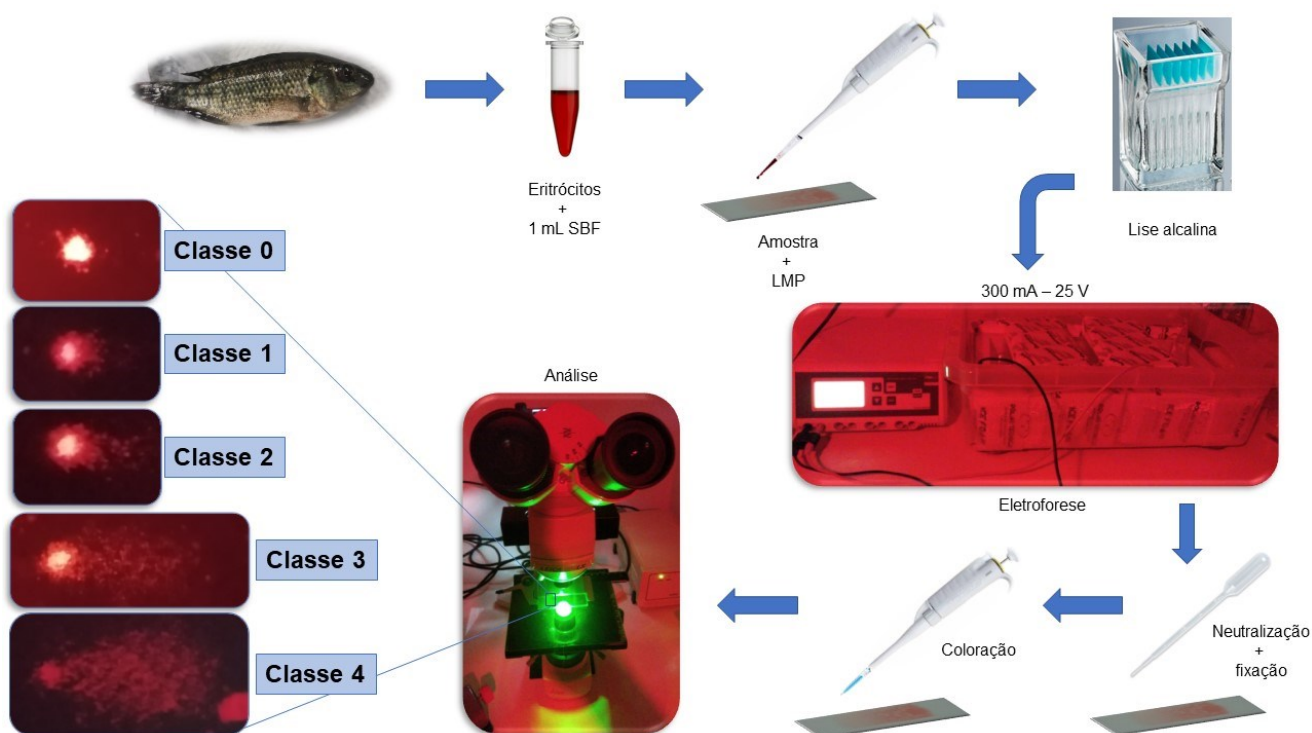 Eritrócitos
+
1 mL SBF
Amostra
+
LMP
Lise alcalina
300 mA – 25 V
Eletroforese
Neutralização
+
fixação
Coloração
Análise
Classe 0
Classe 1
Classe 2
Classe 3
Classe 4